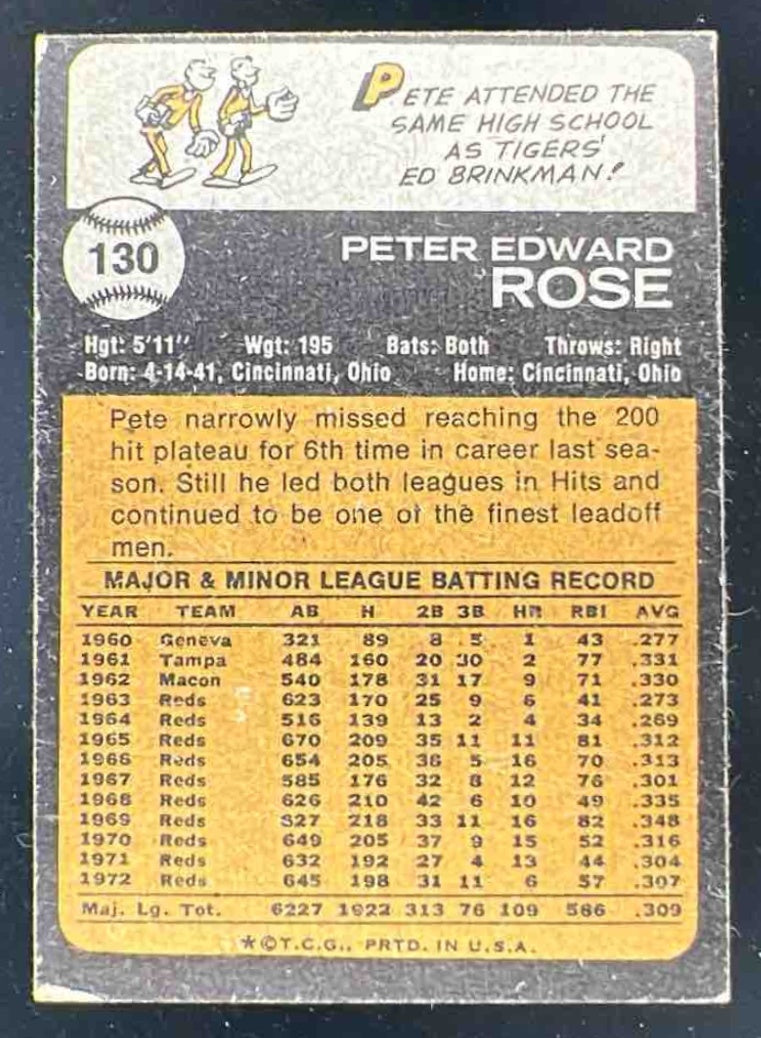 PETE ATTENDED THE
SAME HIGH SCHOOL
AS TIGERS'
ED BRINKMAN!
130
PETER EDWARD
ROSE
Hgt: 5'11" Wgt: 195 Bats: Both Throws: Right
Born: 4-14-41, Cincinnati, Ohio Home: Cincinnati, Ohio
Pete narrowly missed reaching the 200
hit plateau for 6th time in career last sea-
son. Still he led both leagues in Hits and
continued to be one of the finest leadoff
men.
MAJOR & MINOR LEAGUE BATTING RECORD
YEAR TEAM AB H 2B 3B HR RBI AVG
1960 Geneva 321 89 8 5 1 43 .277
1961 Tampa 484 160 20 30 2 77 .331
1962 Macon 540 178 31 17 9 71 .330
1963 Reds 623 170 25 9 6 41 .273
1964 Reds 516 139 13 2 4 34 .269
1965 Reds 670 209 35 11 11 81 .312
1966 Reds 654 205 38 5 16 70 .313
1967 Reds 585 176 32 8 12 76 .301
1968 Reds 626 210 42 6 10 49 .335
1969 Reds 627 218 33 11 16 82 .348
1970 Reds 649 205 37 9 15 52 .316
1971 Reds 632 192 27 4 13 44 .304
1972 Reds 645 198 31 11 6 57 .307
Maj. Lg. Tot. 6227 1922 313 76 109 586 .309
*©T.C.G., PRTD. IN U.S.A.